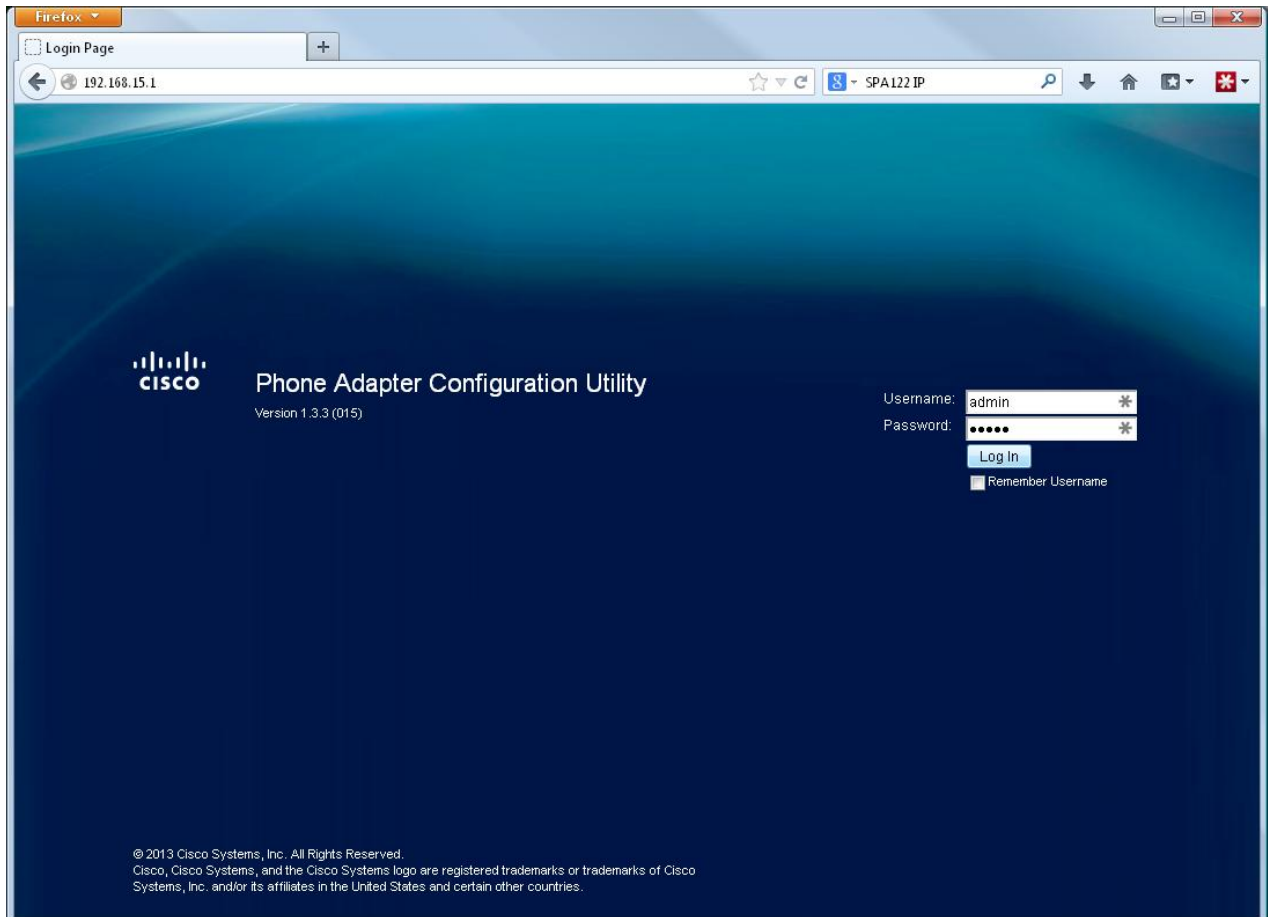 Firefox
Login Page
192.168.15.1
SPA122 IP
CISCO
Phone Adapter Configuration Utility
Version 1.3.3 (015)
Username: admin
Password: •••••
Log In
Remember Username
© 2013 Cisco Systems, Inc. All Rights Reserved.
Cisco, Cisco Systems, and the Cisco Systems logo are registered trademarks or trademarks of Cisco
Systems, Inc. and/or its affiliates in the United States and certain other countries.